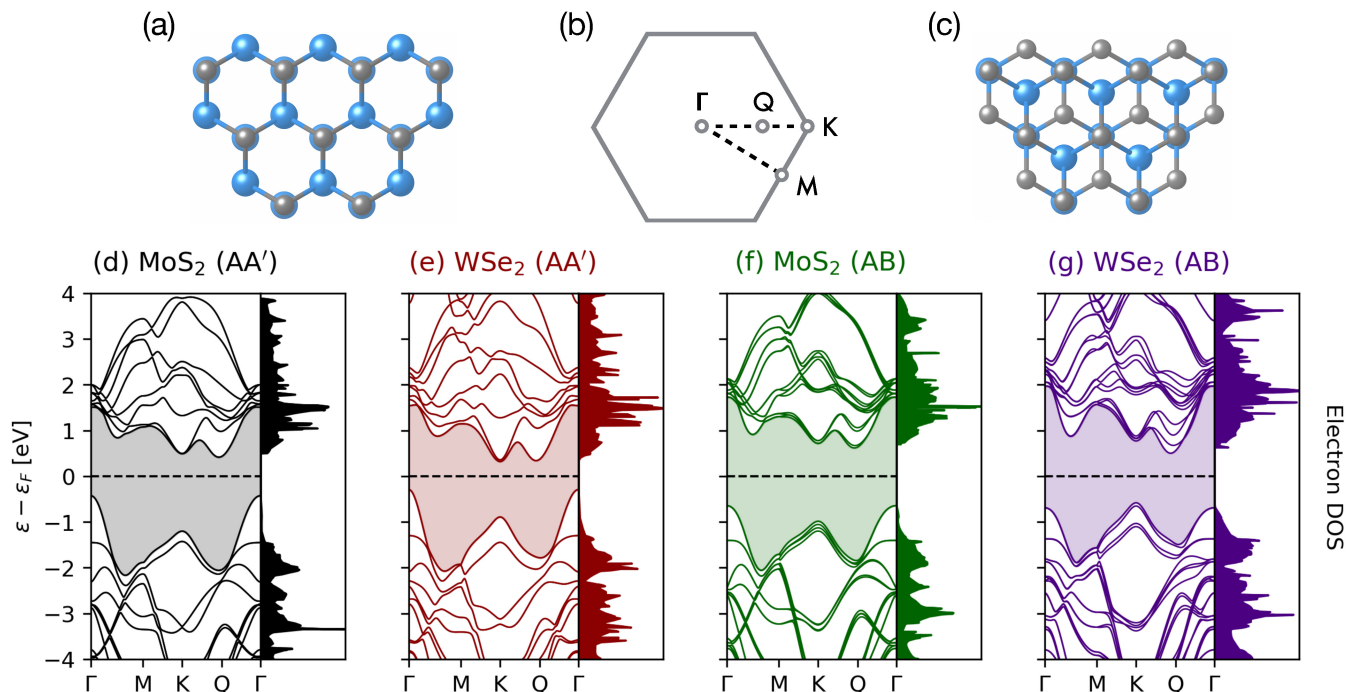 (a)
(b)
(c)
Γ
Q
K
M
(d) MoS₂ (AA′)
(e) WSe₂ (AA′)
(f) MoS₂ (AB)
(g) WSe₂ (AB)
4
3
2
1
0
−1
−2
−3
−4
ε − ε_F [eV]
Γ M K Q Γ
Γ M K Q Γ
Γ M K Q Γ
Γ M K Q Γ
Electron DOS